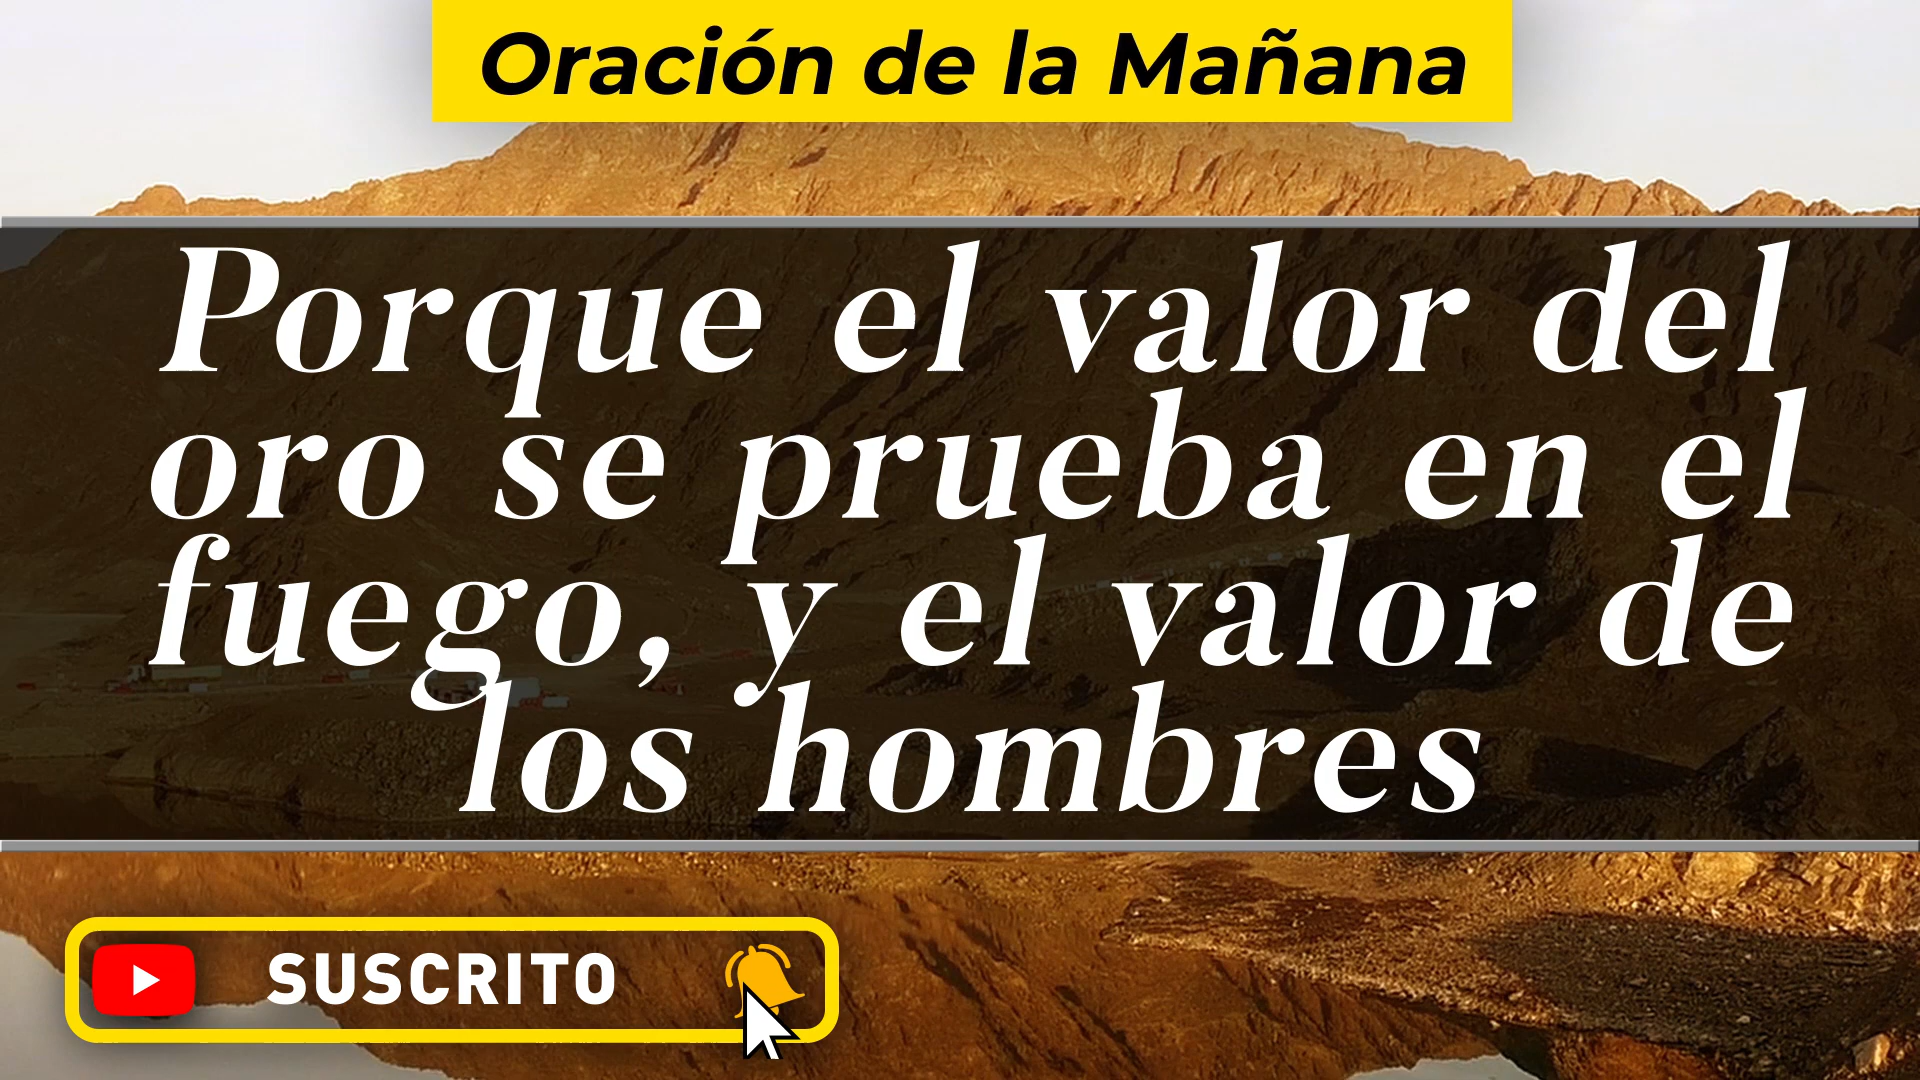 Oración de la Mañana
Porque el valor del
oro se prueba en el
fuego, y el valor de
los hombres
SUSCRITO